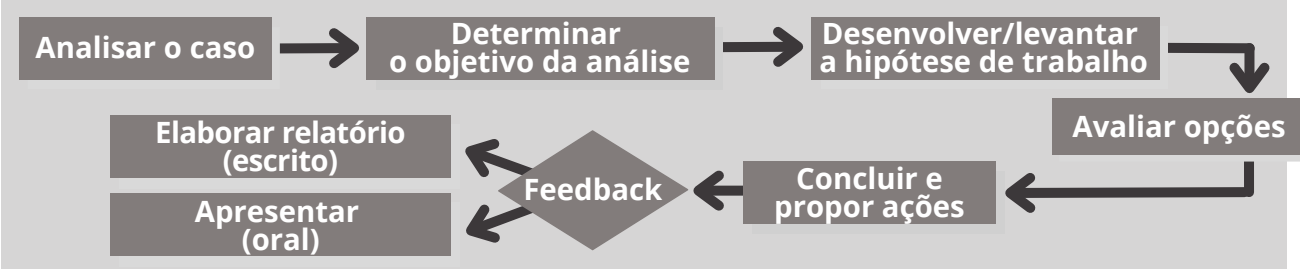 Analisar o caso
Determinar
o objetivo da análise
Desenvolver/levantar
a hipótese de trabalho
Avaliar opções
Concluir e
propor ações
Feedback
Elaborar relatório
(escrito)
Apresentar
(oral)